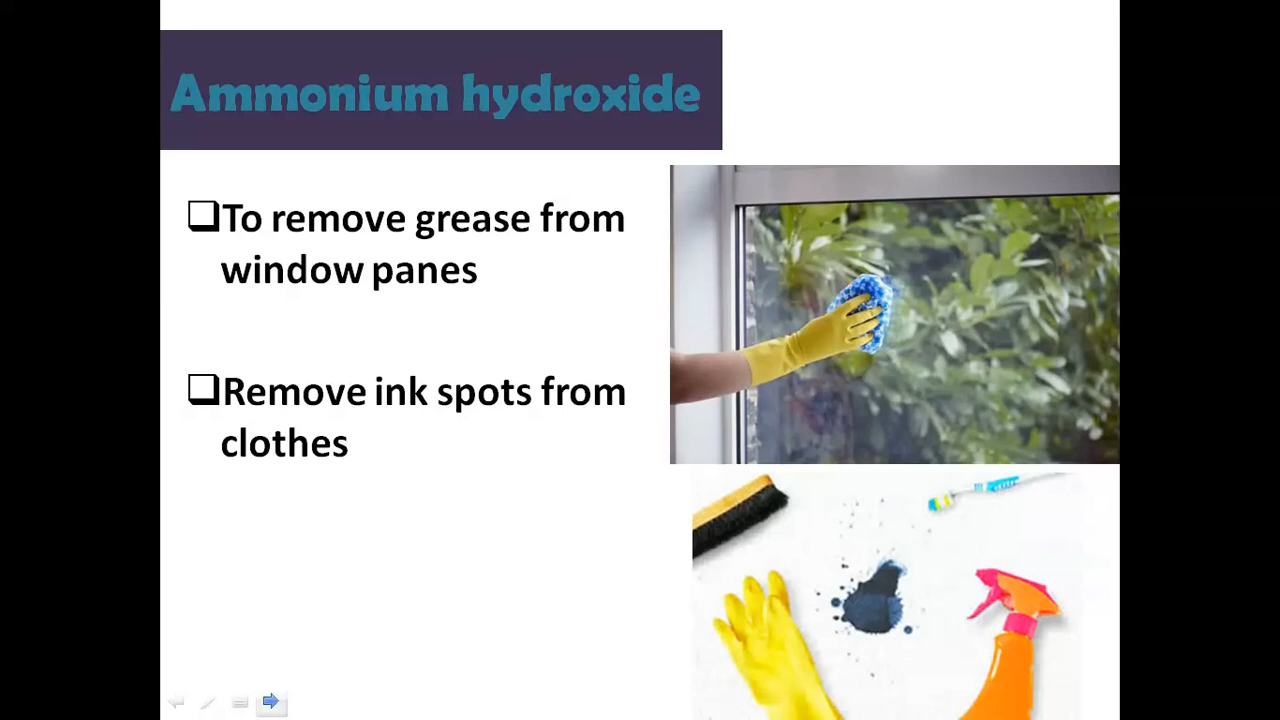 Ammonium hydroxide
❑To remove grease from
window panes
❑Remove ink spots from
clothes